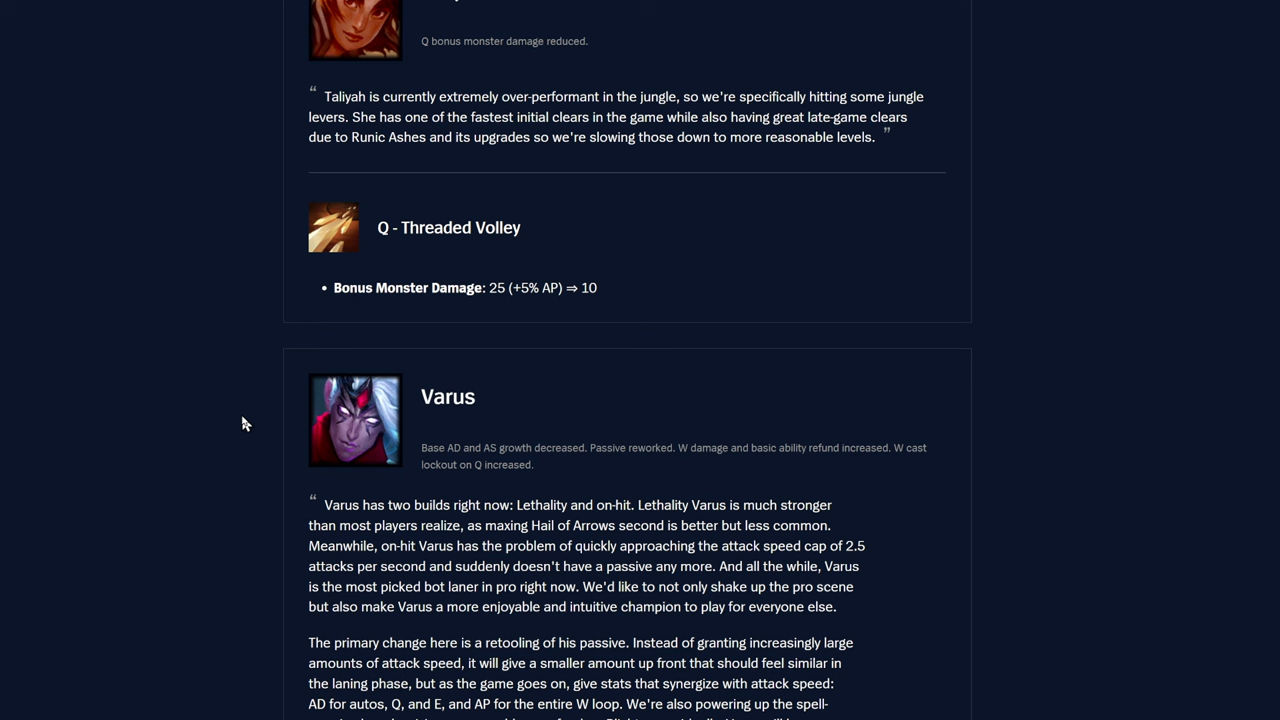 Q bonus monster damage reduced.
“ Taliyah is currently extremely over-performant in the jungle, so we're specifically hitting some jungle
levers. She has one of the fastest initial clears in the game while also having great late-game clears
due to Runic Ashes and its upgrades so we're slowing those down to more reasonable levels. ”
Q - Threaded Volley
• Bonus Monster Damage: 25 (+5% AP) ⇒ 10
Varus
Base AD and AS growth decreased. Passive reworked. W damage and basic ability refund increased. W cast
lockout on Q increased.
“ Varus has two builds right now: Lethality and on-hit. Lethality Varus is much stronger
than most players realize, as maxing Hail of Arrows second is better but less common.
Meanwhile, on-hit Varus has the problem of quickly approaching the attack speed cap of 2.5
attacks per second and suddenly doesn't have a passive any more. And all the while, Varus
is the most picked bot laner in pro right now. We'd like to not only shake up the pro scene
but also make Varus a more enjoyable and intuitive champion to play for everyone else.
The primary change here is a retooling of his passive. Instead of granting increasingly large
amounts of attack speed, it will give a smaller amount up front that should feel similar in
the laning phase, but as the game goes on, give stats that synergize with attack speed:
AD for autos, Q, and E, and AP for the entire W loop. We're also powering up the spell-